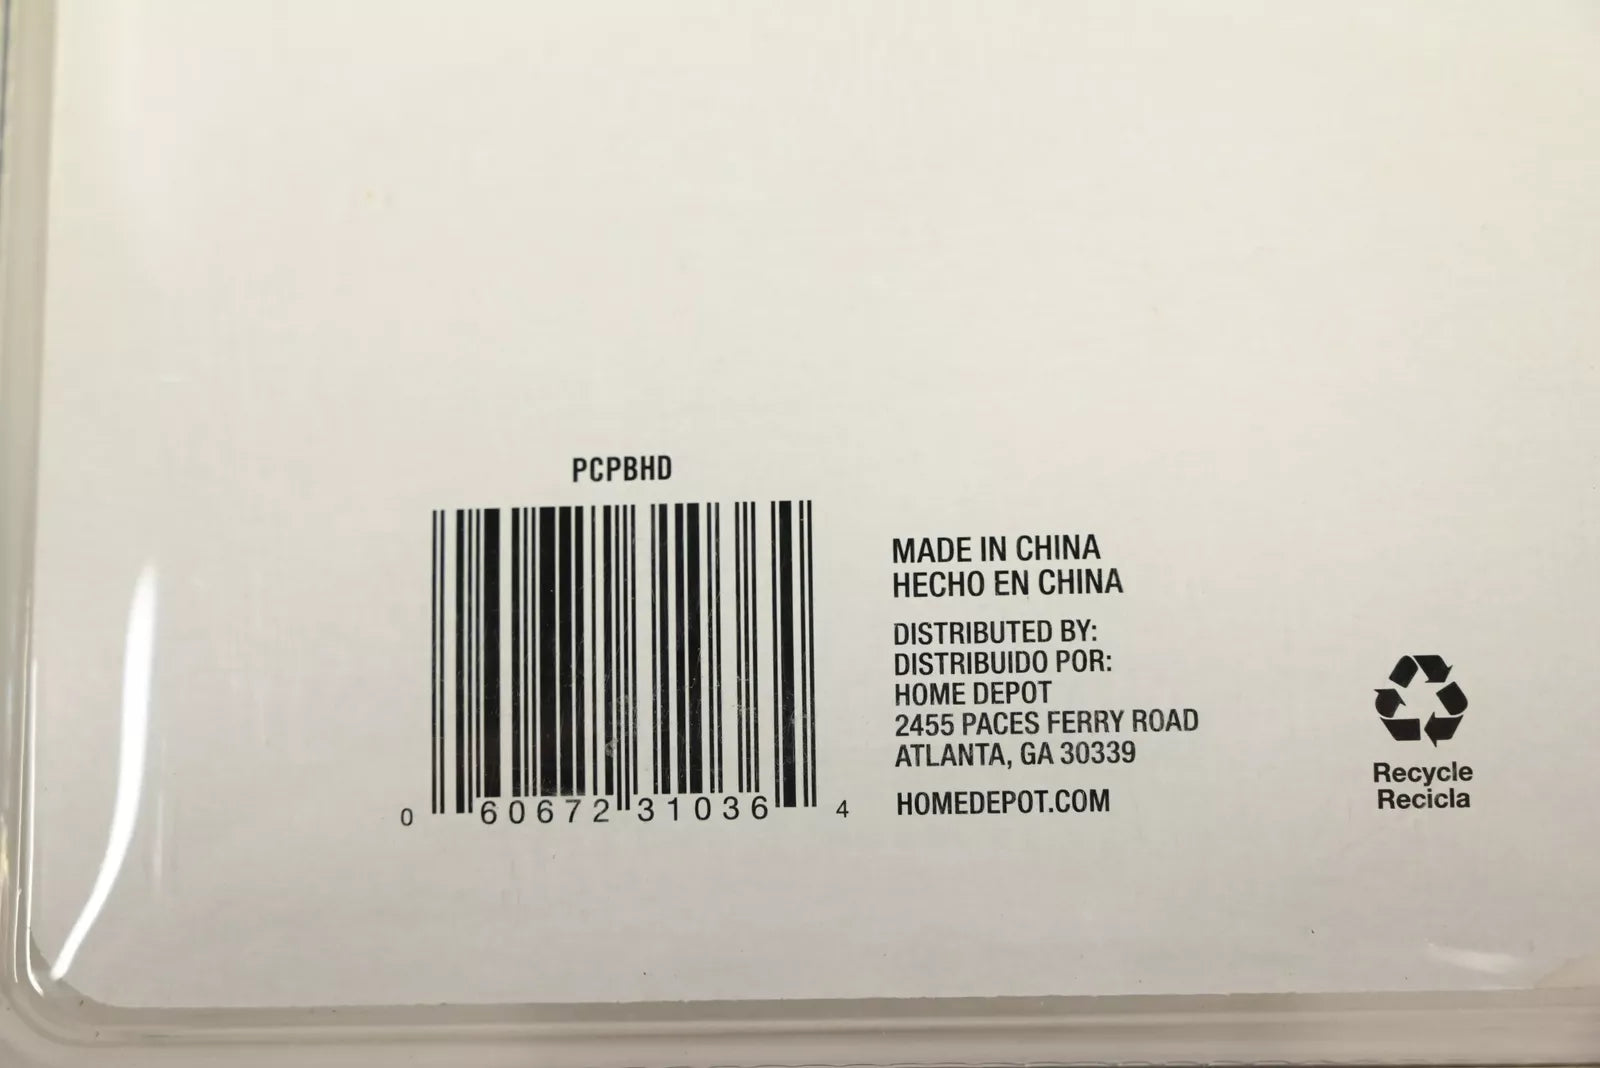 PCPBHD
0 60672 31036 4
MADE IN CHINA
HECHO EN CHINA
DISTRIBUTED BY:
DISTRIBUIDO POR:
HOME DEPOT
2455 PACES FERRY ROAD
ATLANTA, GA 30339
HOMEDEPOT.COM
Recycle
Recicla